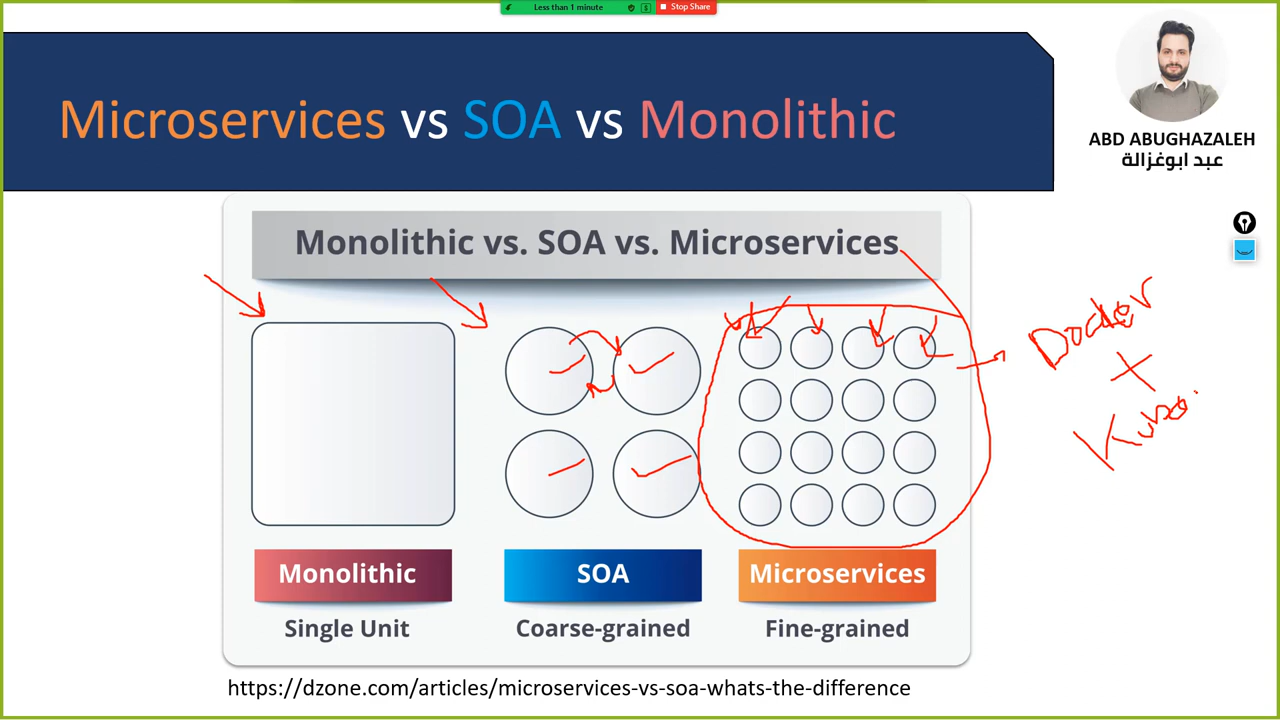 Less than 1 minute
Stop Share
Microservices vs SOA vs Monolithic
ABD ABUGHAZALEH
عبد ابوغزالة
Monolithic vs. SOA vs. Microservices
Docker
+
Monolithic
SOA
Microservices
Single Unit
Coarse-grained
Fine-grained
https://dzone.com/articles/microservices-vs-soa-whats-the-difference